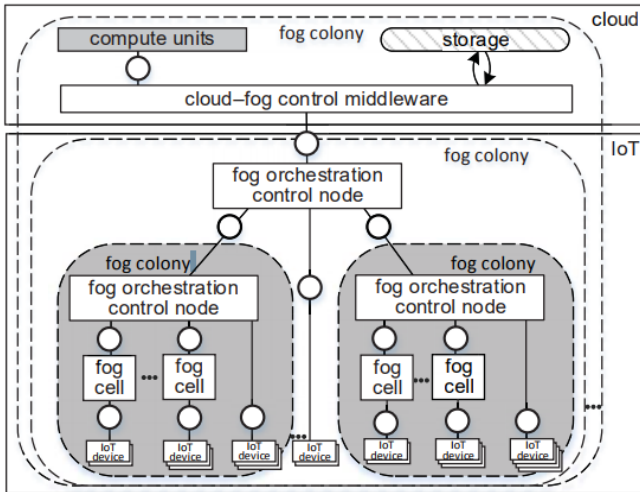 cloud
compute units
fog colony
storage
cloud–fog control middleware
IoT
fog colony
fog orchestration
control node
fog colony
fog orchestration
control node
fog colony
fog orchestration
control node
fog
cell
...
fog
cell
fog
cell
...
fog
cell
...
IoT
device
IoT
device
IoT
device
...
IoT
device
IoT
device
IoT
device
IoT
device